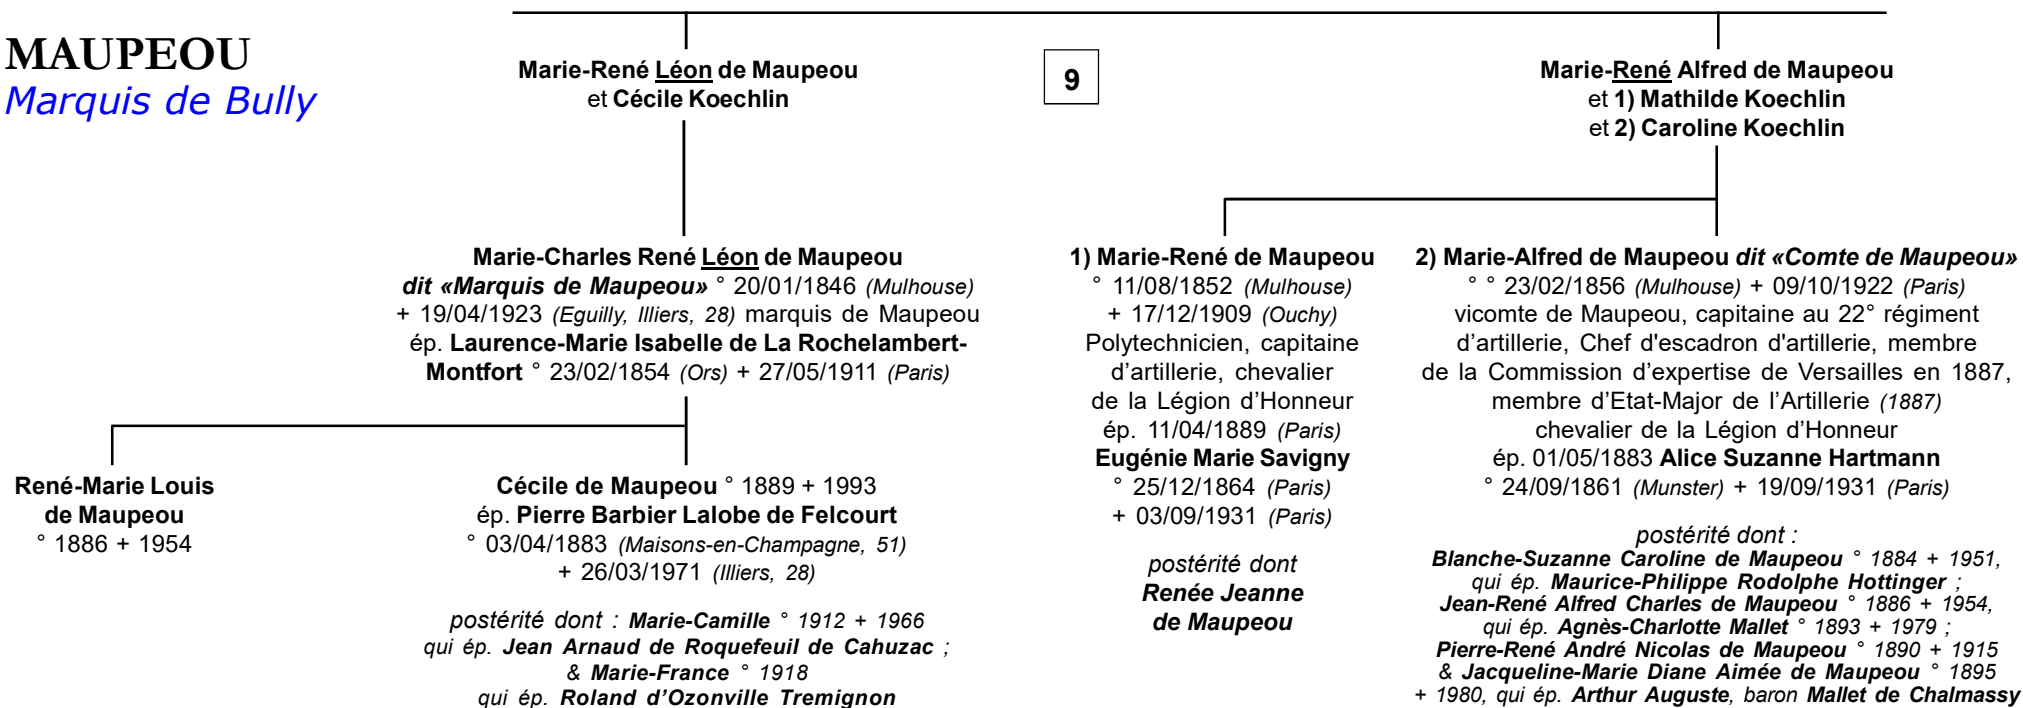 MAUPEOU
Marquis de Bully
Marie-René Léon de Maupeou
et Cécile Koechlin
9
Marie-René Alfred de Maupeou
et 1) Mathilde Koechlin
et 2) Caroline Koechlin
Marie-Charles René Léon de Maupeou
dit «Marquis de Maupeou» ° 20/01/1846 (Mulhouse)
+ 19/04/1923 (Eguilly, Illiers, 28) marquis de Maupeou
ép. Laurence-Marie Isabelle de La Rochelambert-
Montfort ° 23/02/1854 (Ors) + 27/05/1911 (Paris)
1) Marie-René de Maupeou
° 11/08/1852 (Mulhouse)
+ 17/12/1909 (Ouchy)
Polytechnicien, capitaine
d’artillerie, chevalier
de la Légion d’Honneur
ép. 11/04/1889 (Paris)
Eugénie Marie Savigny
° 25/12/1864 (Paris)
+ 03/09/1931 (Paris)
postérité dont
Renée Jeanne
de Maupeou
2) Marie-Alfred de Maupeou dit «Comte de Maupeou»
° ° 23/02/1856 (Mulhouse) + 09/10/1922 (Paris)
vicomte de Maupeou, capitaine au 22° régiment
d’artillerie, Chef d'escadron d'artillerie, membre
de la Commission d’expertise de Versailles en 1887,
membre d’Etat-Major de l’Artillerie (1887)
chevalier de la Légion d’Honneur
ép. 01/05/1883 Alice Suzanne Hartmann
° 24/09/1861 (Munster) + 19/09/1931 (Paris)
postérité dont :
Blanche-Suzanne Caroline de Maupeou ° 1884 + 1951,
qui ép. Maurice-Philippe Rodolphe Hottinger ;
Jean-René Alfred Charles de Maupeou ° 1886 + 1954,
qui ép. Agnès-Charlotte Mallet ° 1893 + 1979 ;
Pierre-René André Nicolas de Maupeou ° 1890 + 1915
& Jacqueline-Marie Diane Aimée de Maupeou ° 1895
+ 1980, qui ép. Arthur Auguste, baron Mallet de Chalmassy
René-Marie Louis
de Maupeou
° 1886 + 1954
Cécile de Maupeou ° 1889 + 1993
ép. Pierre Barbier Lalobe de Felcourt
° 03/04/1883 (Maisons-en-Champagne, 51)
+ 26/03/1971 (Illiers, 28)
postérité dont : Marie-Camille ° 1912 + 1966
qui ép. Jean Arnaud de Roquefeuil de Cahuzac ;
& Marie-France ° 1918
qui ép. Roland d’Ozonville Tremignon